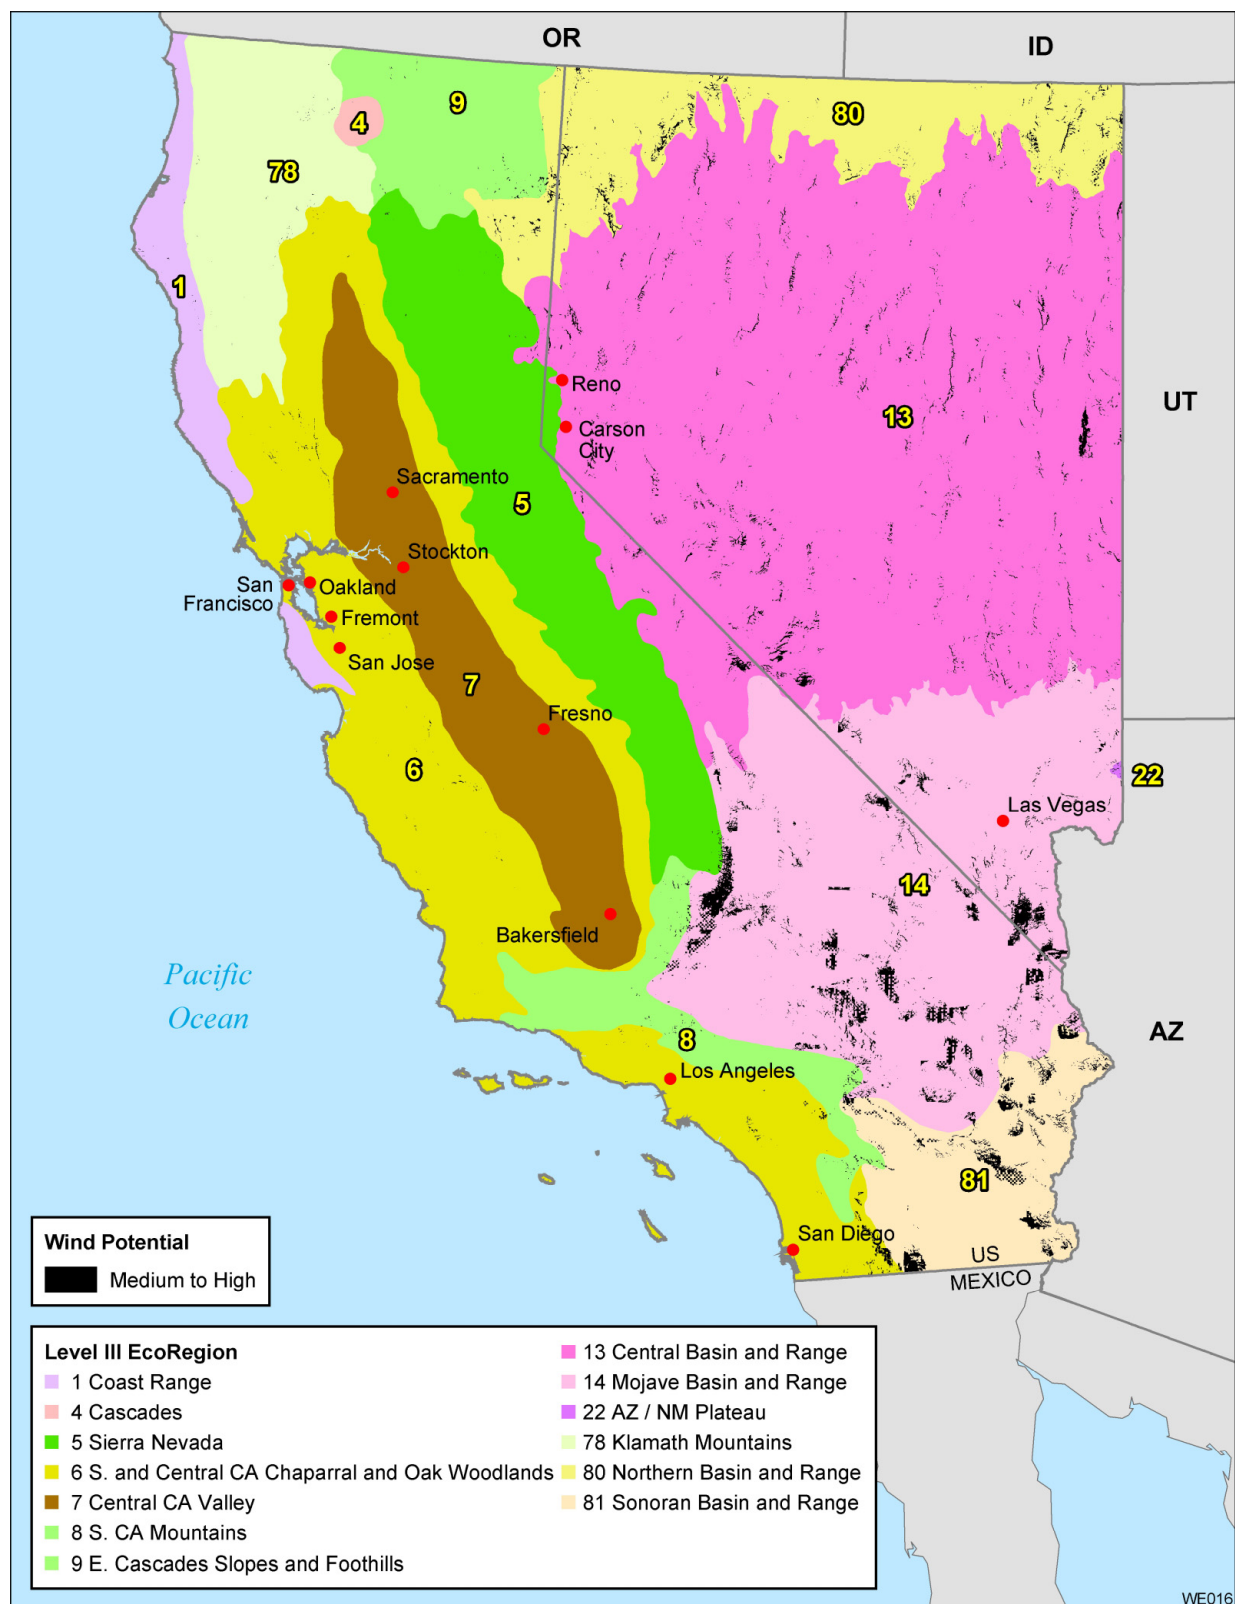 OR
ID
9
80
4
78
1
Reno
13
UT
Carson
City
Sacramento
5
Stockton
San
Francisco
Oakland
Fremont
San Jose
7
Fresno
6
22
Las Vegas
14
Bakersfield
Pacific
Ocean
8
AZ
Los Angeles
81
San Diego
US
MEXICO
Wind Potential
Medium to High
Level III EcoRegion
1 Coast Range
4 Cascades
5 Sierra Nevada
6 S. and Central CA Chaparral and Oak Woodlands
7 Central CA Valley
8 S. CA Mountains
9 E. Cascades Slopes and Foothills
13 Central Basin and Range
14 Mojave Basin and Range
22 AZ / NM Plateau
78 Klamath Mountains
80 Northern Basin and Range
81 Sonoran Basin and Range
WE016